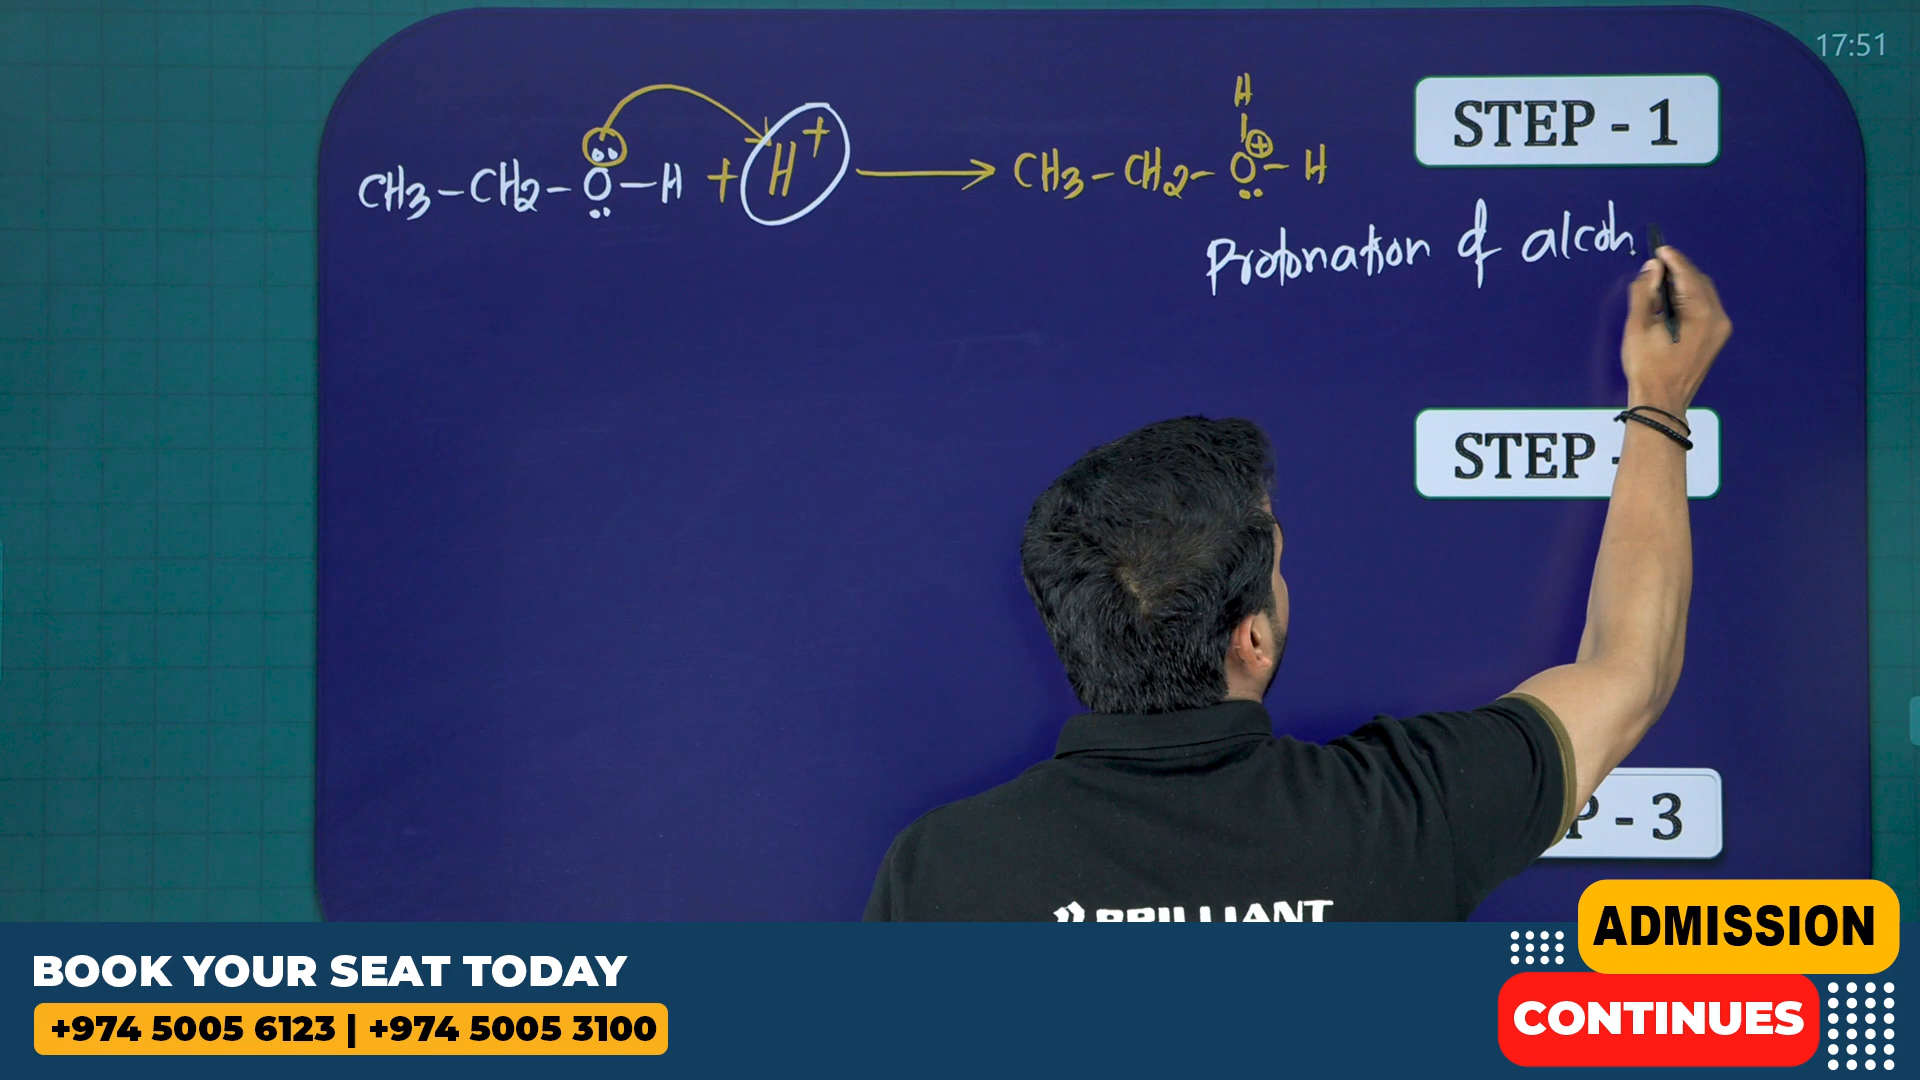 17:51
STEP - 1
H
CH3-CH2-O-H + H+ → CH3-CH2-O⊕-H
Protonation of alcoh
STEP -
P - 3
BRILLIANT
BOOK YOUR SEAT TODAY
+974 5005 6123 | +974 5005 3100
ADMISSION
CONTINUES